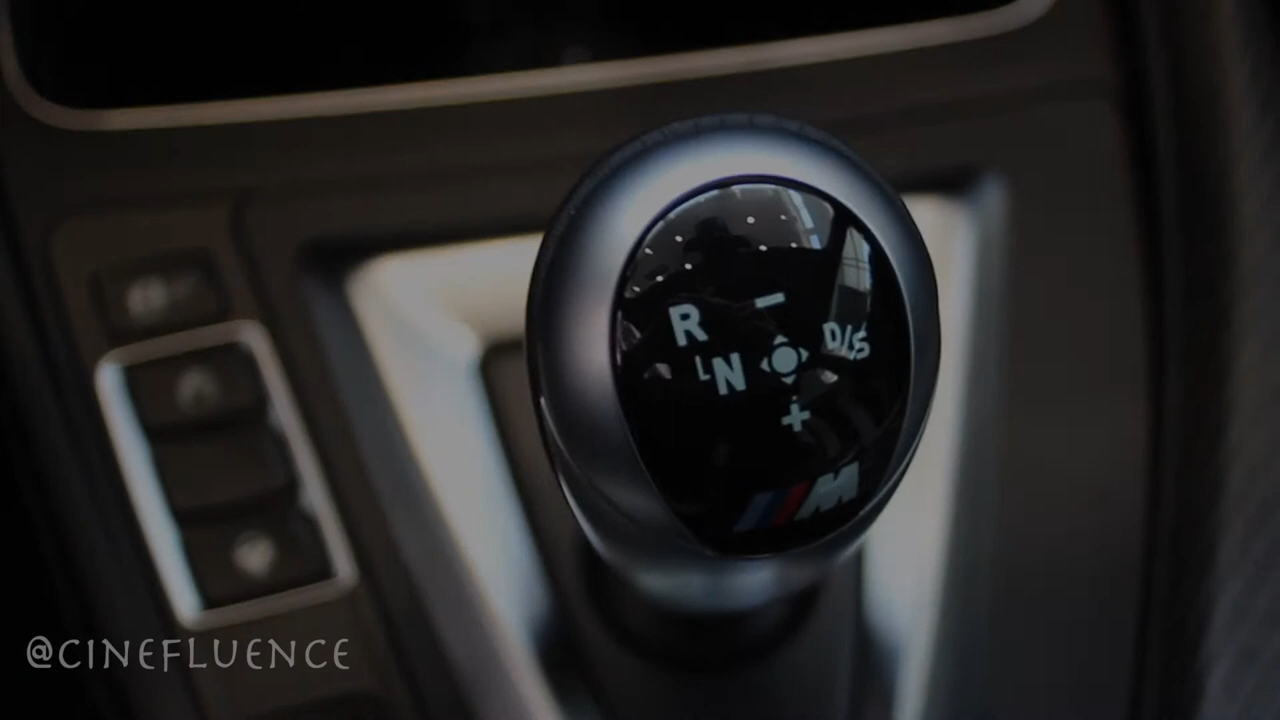 −
R
D/S
LN
+
M
@CINEFLUENCE